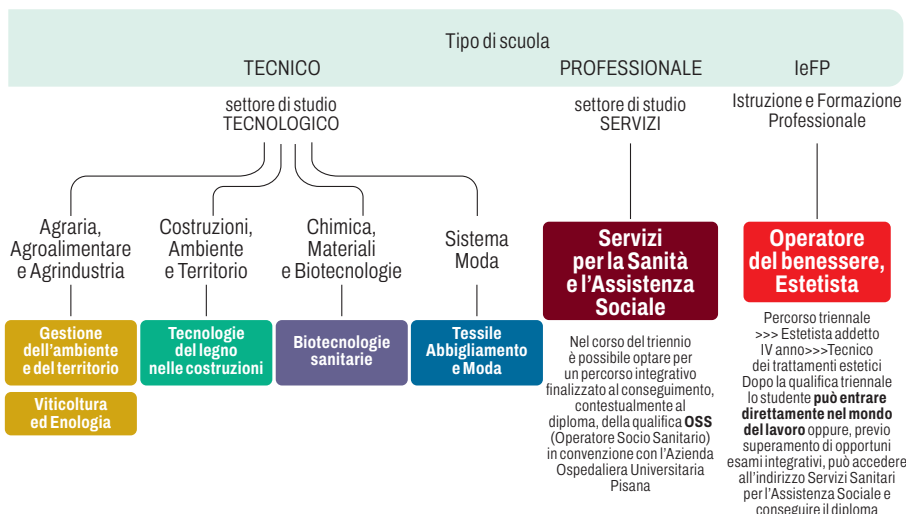 Tipo di scuola
TECNICO
PROFESSIONALE
IeFP
settore di studio
TECNOLOGICO
settore di studio
SERVIZI
Istruzione e Formazione
Professionale
Agraria,
Agroalimentare
e Agrindustria
Costruzioni,
Ambiente
e Territorio
Chimica,
Materiali
e Biotecnologie
Sistema
Moda
Gestione
dell'ambiente
e del territorio
Viticoltura
ed Enologia
Tecnologie
del legno
nelle costruzioni
Biotecnologie
sanitarie
Tessile
Abbigliamento
e Moda
Servizi
per la Sanità
e l'Assistenza
Sociale
Nel corso del triennio
è possibile optare per
un percorso integrativo
finalizzato al conseguimento,
contestualmente al
diploma, della qualifica OSS
(Operatore Socio Sanitario)
in convenzione con l'Azienda
Ospedaliera Universitaria
Pisana
Operatore
del benessere,
Estetista
Percorso triennale
>>> Estetista addetto
IV anno>>>Tecnico
dei trattamenti estetici
Dopo la qualifica triennale
lo studente può entrare
direttamente nel mondo
del lavoro oppure, previo
superamento di opportuni
esami integrativi, può accedere
all'indirizzo Servizi Sanitari
per l'Assistenza Sociale e
conseguire il diploma